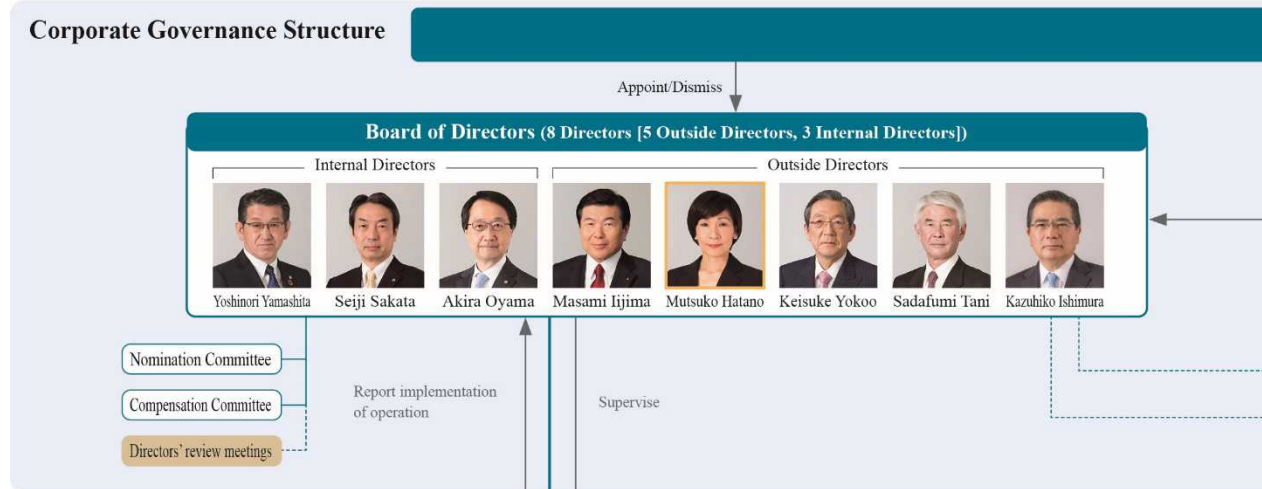 Corporate Governance Structure
Appoint/Dismiss
Board of Directors (8 Directors [5 Outside Directors, 3 Internal Directors])
Internal Directors
Outside Directors
Yoshinori Yamashita
Seiji Sakata
Akira Oyama
Masami Iijima
Mutsuko Hatano
Keisuke Yokoo
Sadafumi Tani
Kazuhiko Ishimura
Nomination Committee
Compensation Committee
Directors' review meetings
Report implementation
of operation
Supervise